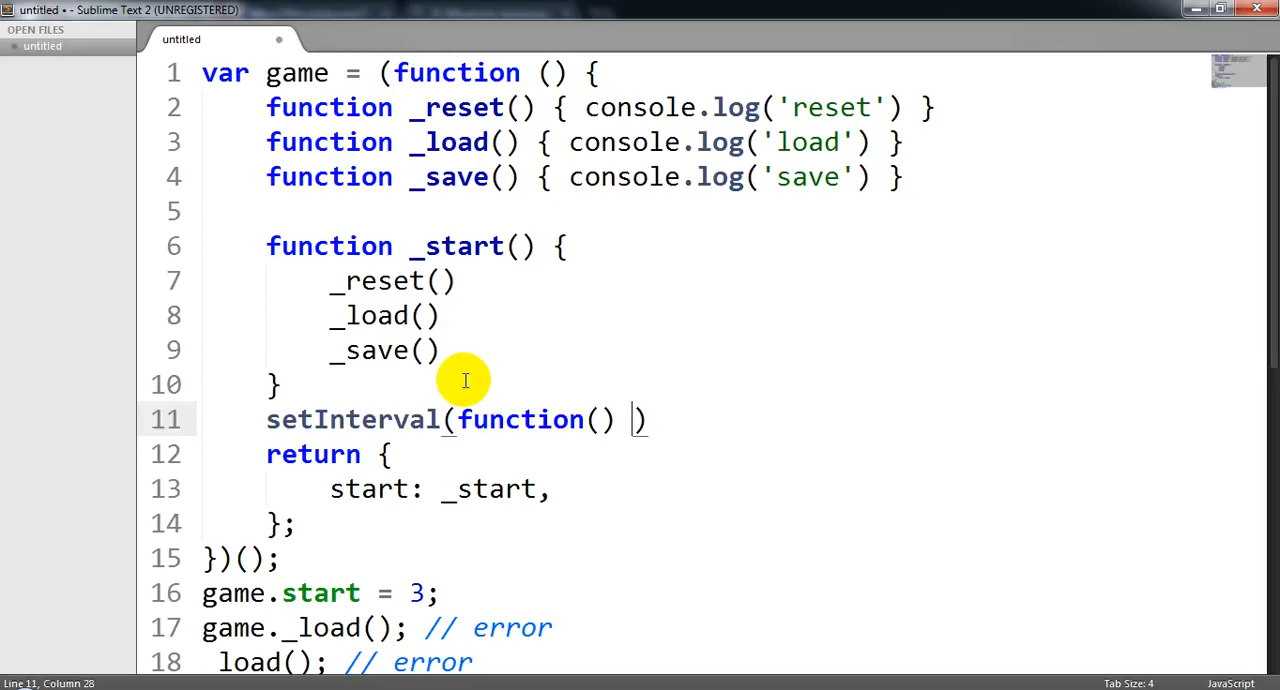 untitled • - Sublime Text 2 (UNREGISTERED)
OPEN FILES
untitled
untitled
1 var game = (function () {
2 function _reset() { console.log('reset') }
3 function _load() { console.log('load') }
4 function _save() { console.log('save') }
5
6 function _start() {
7 _reset()
8 _load()
9 _save()
10 }
11 setInterval(function() )
12 return {
13 start: _start,
14 };
15 })();
16 game.start = 3;
17 game._load(); // error
18 _load(); // error
Line 11, Column 28
Tab Size: 4
JavaScript